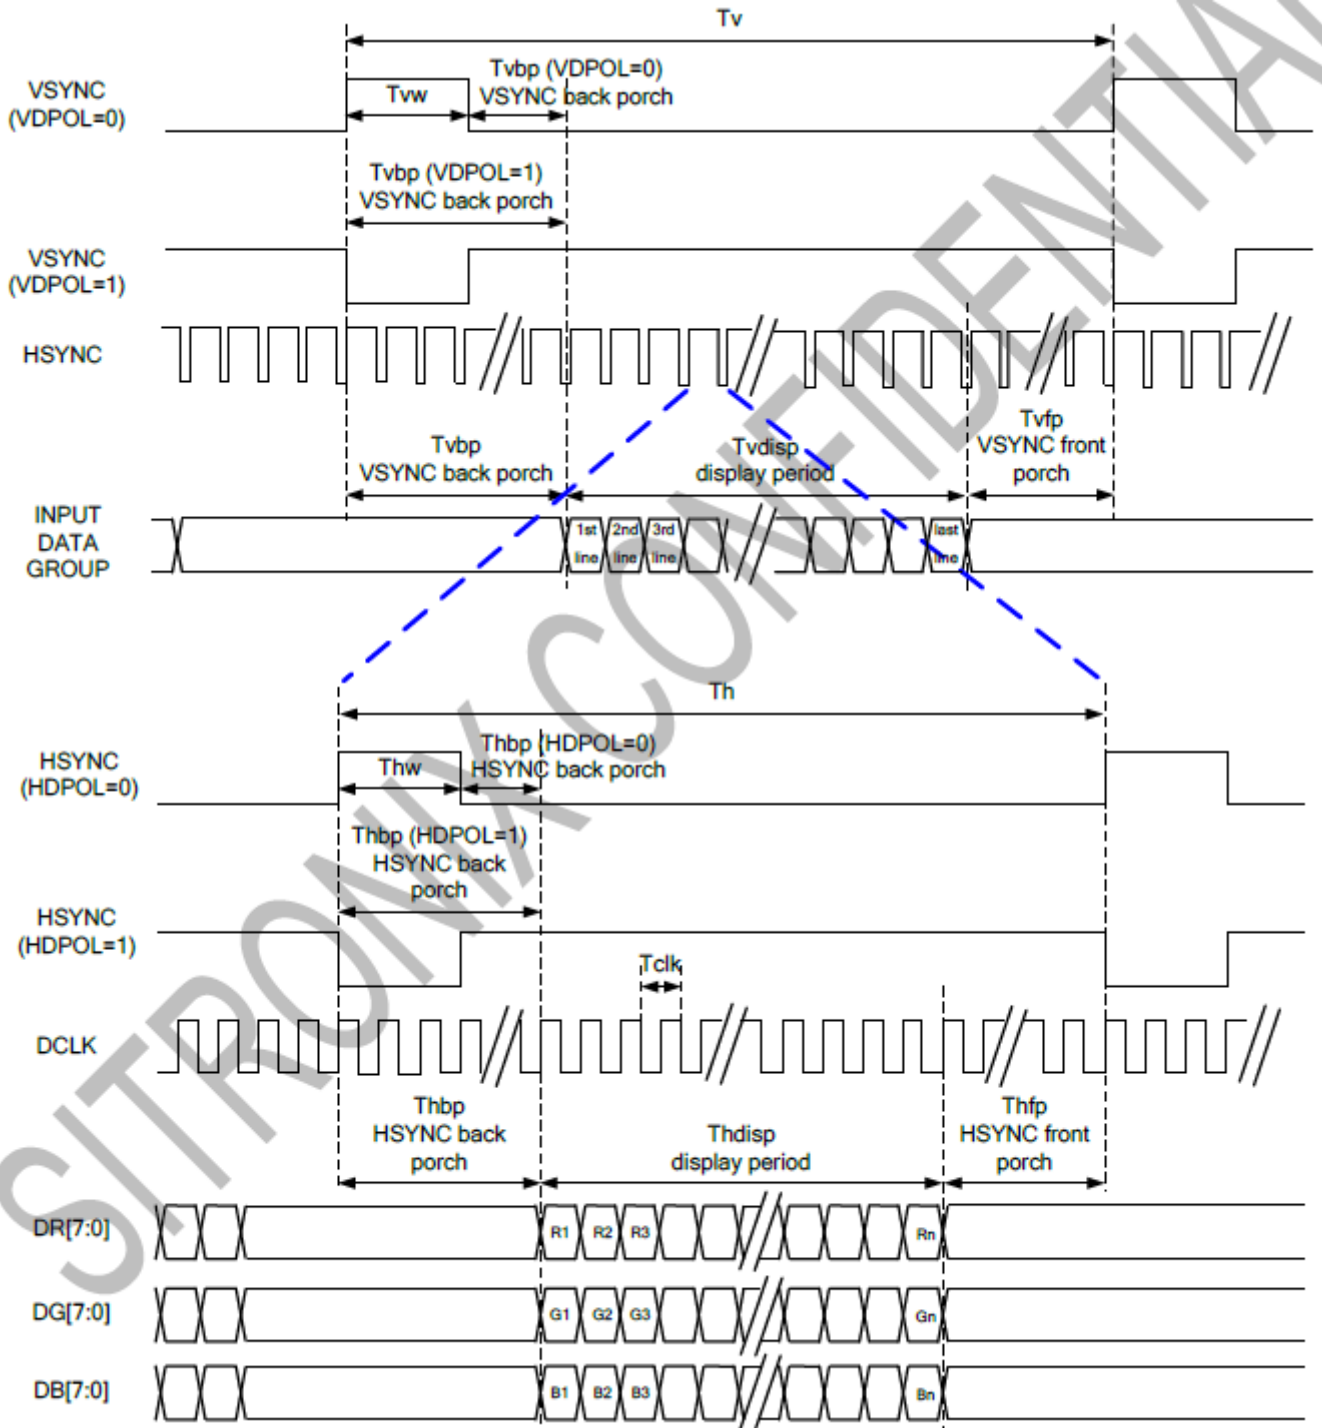 Tv
VSYNC
(VDPOL=0)
Tvw
Tvbp (VDPOL=0)
VSYNC back porch
Tvbp (VDPOL=1)
VSYNC back porch
VSYNC
(VDPOL=1)
HSYNC
Tvbp
VSYNC back porch
Tvdisp
display period
Tvfp
VSYNC front
porch
INPUT
DATA
GROUP
1st
line
2nd
line
3rd
line
last
line
Th
HSYNC
(HDPOL=0)
Thw
Thbp (HDPOL=0)
HSYNC back porch
Thbp (HDPOL=1)
HSYNC back
porch
HSYNC
(HDPOL=1)
Tclk
DCLK
Thbp
HSYNC back
porch
Thdisp
display period
Thfp
HSYNC front
porch
DR[7:0]
R1 R2 R3 Rn
DG[7:0]
G1 G2 G3 Gn
DB[7:0]
B1 B2 B3 Bn
SITRONIX CONFIDENTIAL